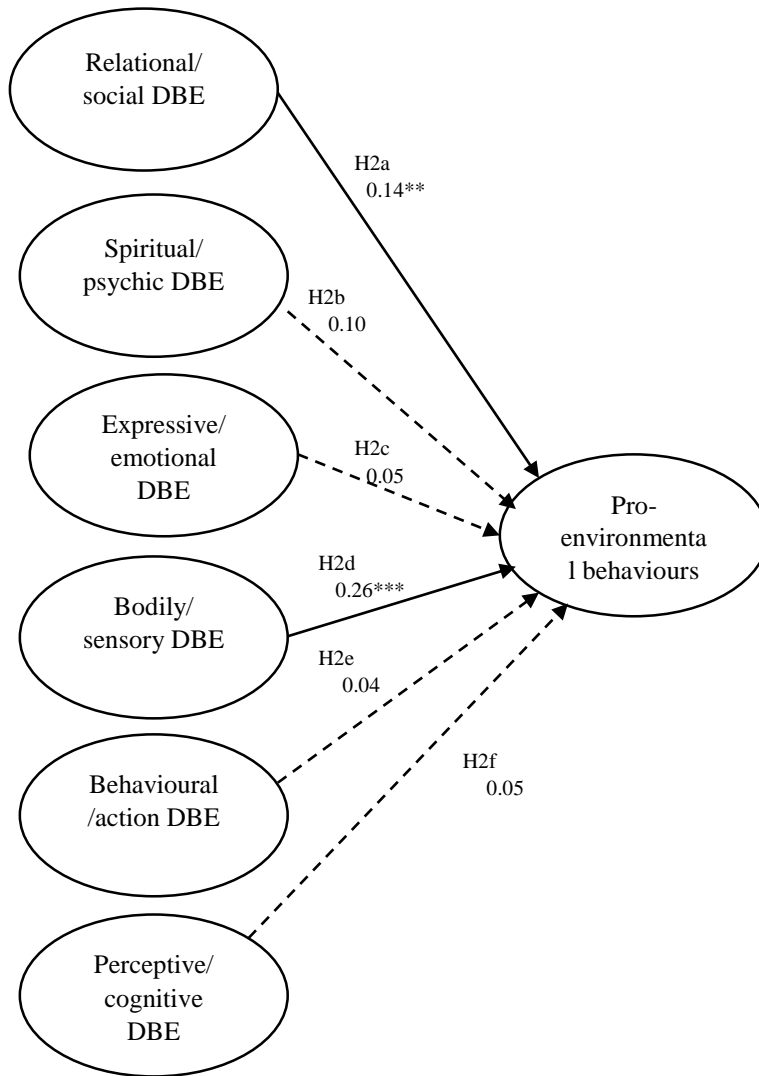 Relational/
social DBE
H2a
0.14**
Spiritual/
psychic DBE
H2b
0.10
Expressive/
emotional
DBE
H2c
0.05
Pro-
environmenta
l behaviours
Bodily/
sensory DBE
H2d
0.26***
H2e
0.04
Behavioural
/action DBE
H2f
0.05
Perceptive/
cognitive
DBE